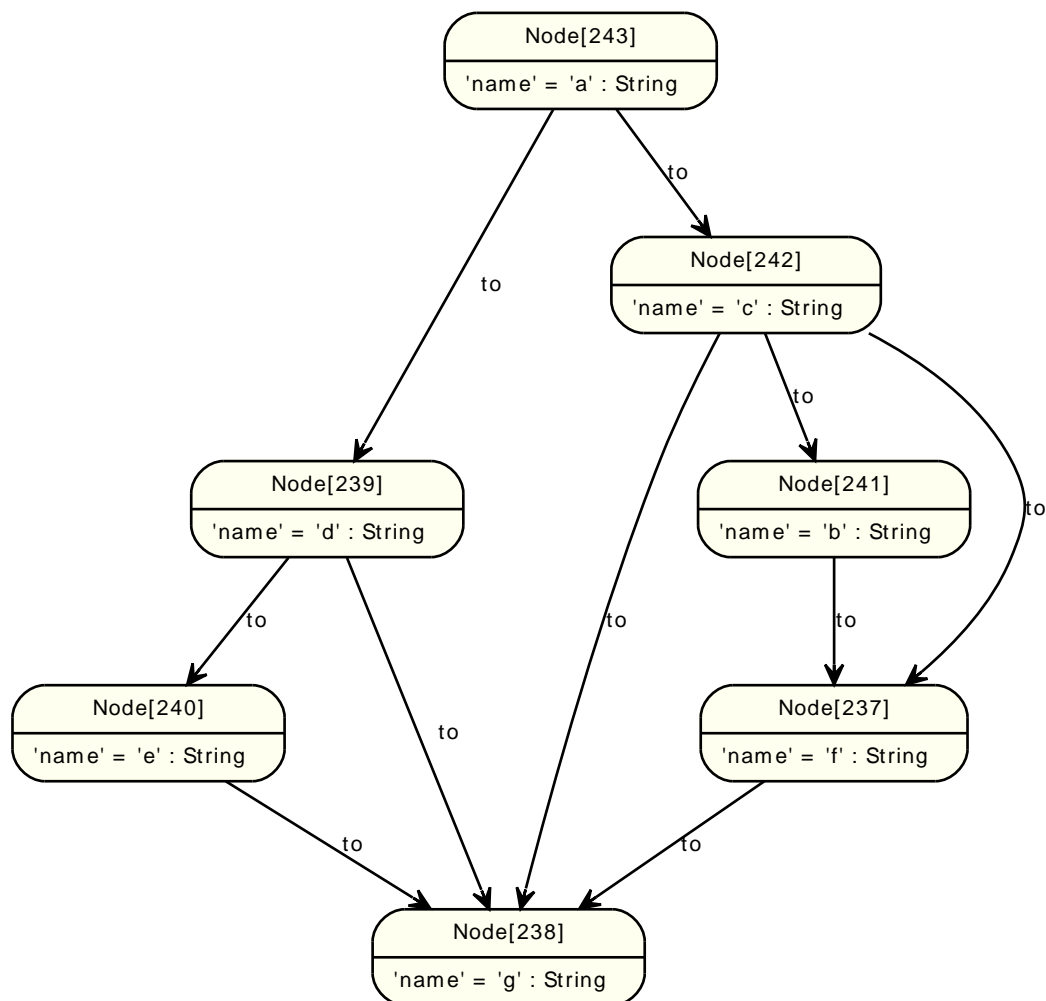 Node[243]
'name' = 'a' : String
to
Node[242]
'name' = 'c' : String
to
to
Node[239]
'name' = 'd' : String
Node[241]
'name' = 'b' : String
to
to
to
to
Node[240]
'name' = 'e' : String
Node[237]
'name' = 'f' : String
to
to
to
Node[238]
'name' = 'g' : String